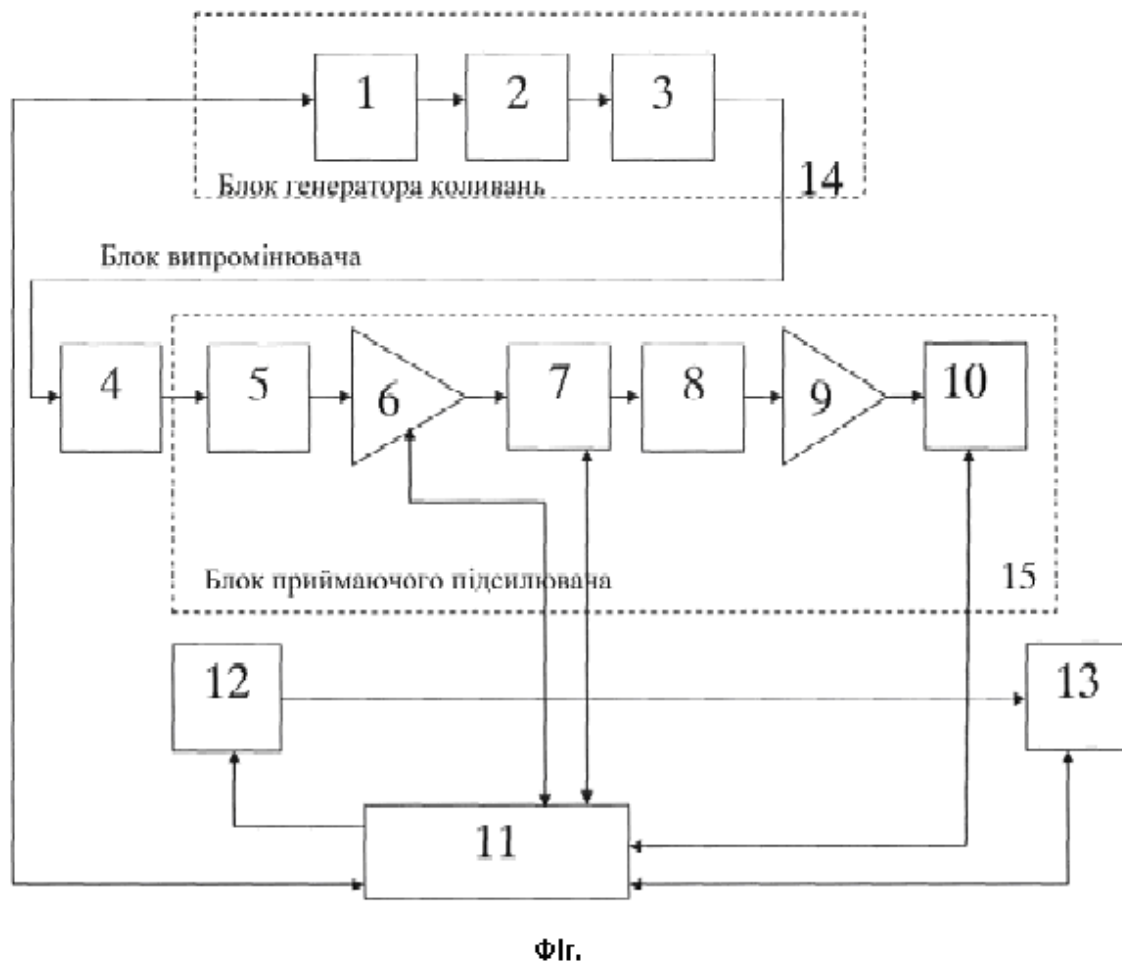 1 2 3
Блок генератора коливань 14
Блок випромінювача
4 5 6 7 8 9 10
Блок приймаючого підсилювача 15
12 13
11
Фіг.